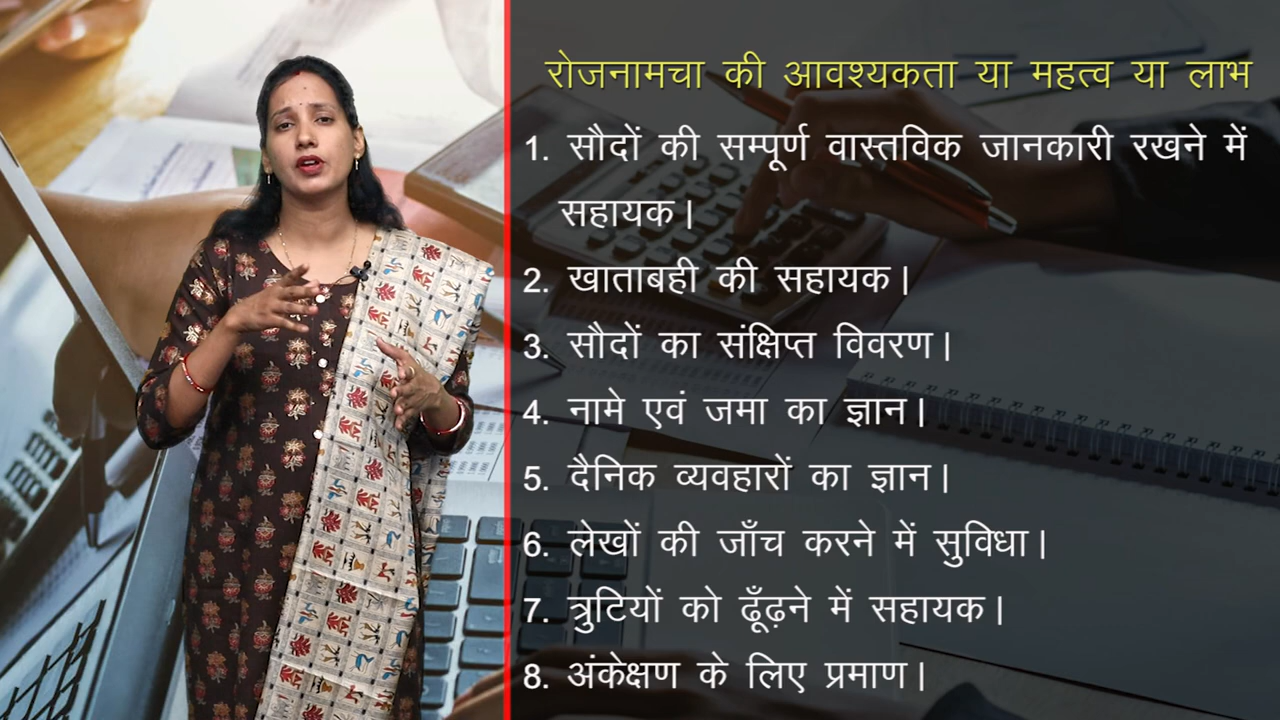 रोजनामचा की आवश्यकता या महत्व या लाभ
1. सौदों की सम्पूर्ण वास्तविक जानकारी रखने में
सहायक।
2. खाताबही की सहायक।
3. सौदों का संक्षिप्त विवरण।
4. नामे एवं जमा का ज्ञान।
5. दैनिक व्यवहारों का ज्ञान।
6. लेखों की जाँच करने में सुविधा।
7. त्रुटियों को ढूँढ़ने में सहायक।
8. अंकेक्षण के लिए प्रमाण।